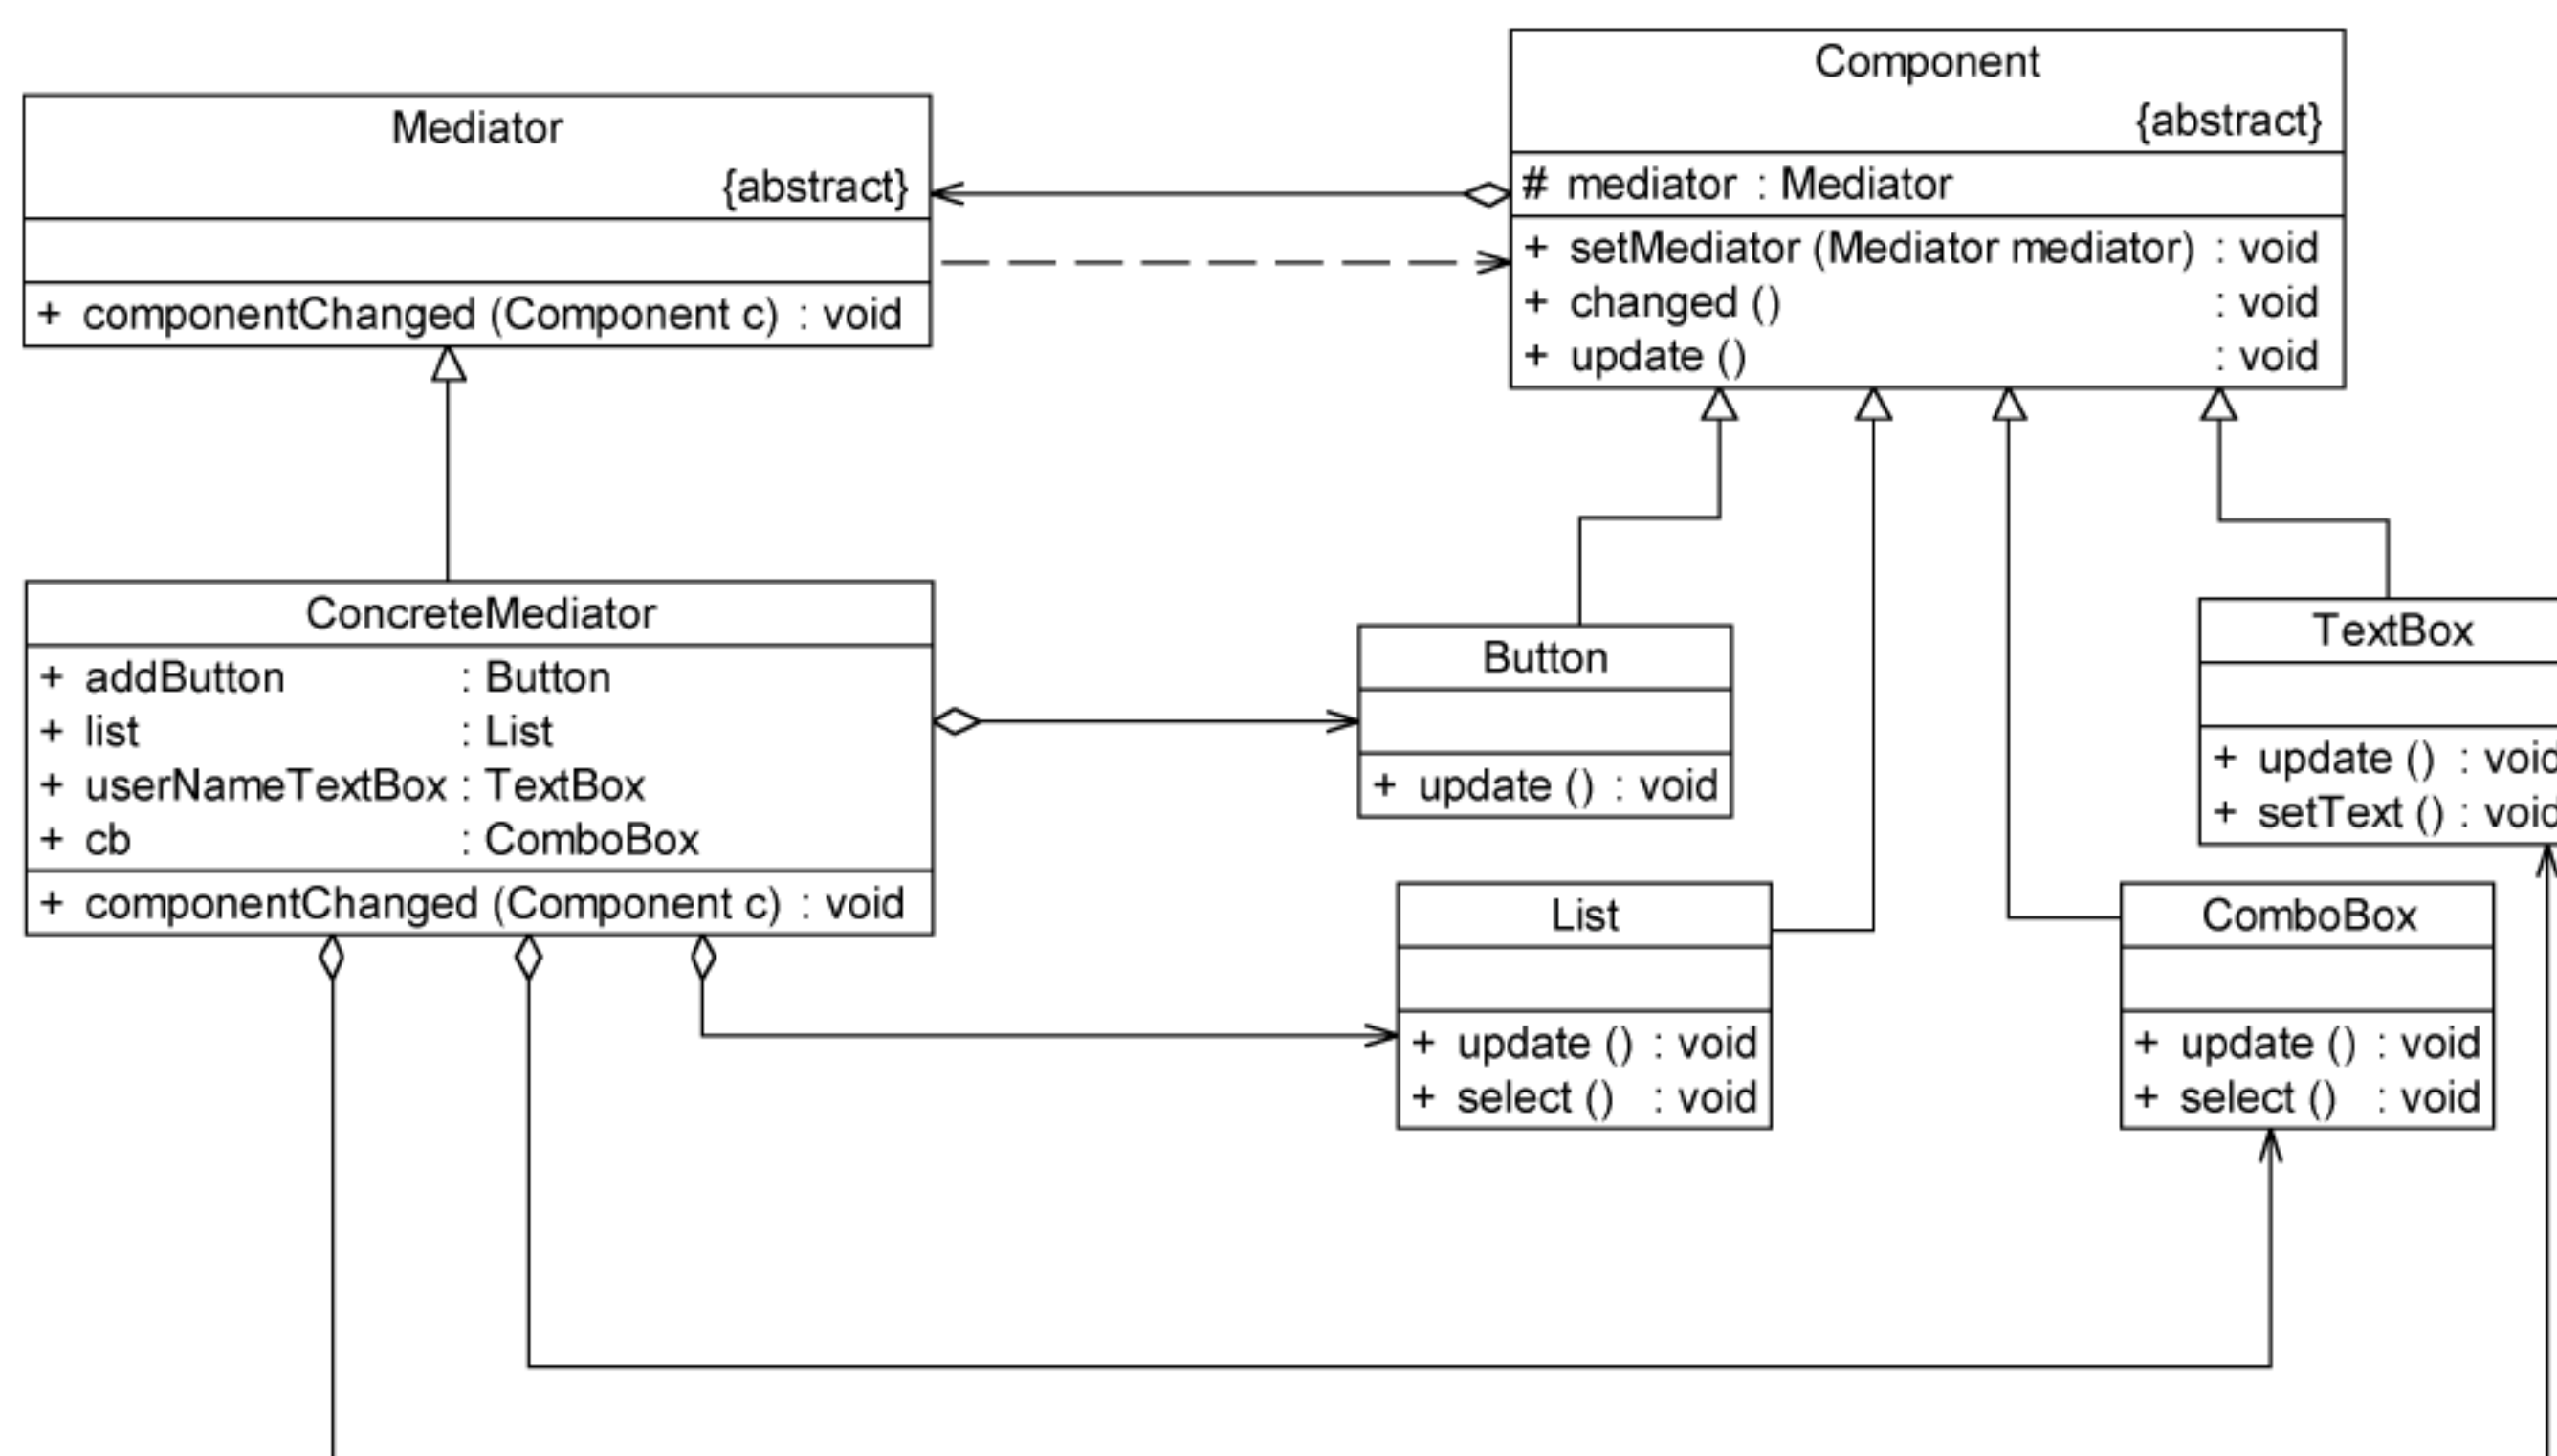 Mediator
{abstract}
+ componentChanged (Component c) : void
Component
{abstract}
# mediator : Mediator
+ setMediator (Mediator mediator) : void
+ changed () : void
+ update () : void
ConcreteMediator
+ addButton : Button
+ list : List
+ userNameTextBox : TextBox
+ cb : ComboBox
+ componentChanged (Component c) : void
Button
+ update () : void
TextBox
+ update () : void
+ setText () : void
List
+ update () : void
+ select () : void
ComboBox
+ update () : void
+ select () : void